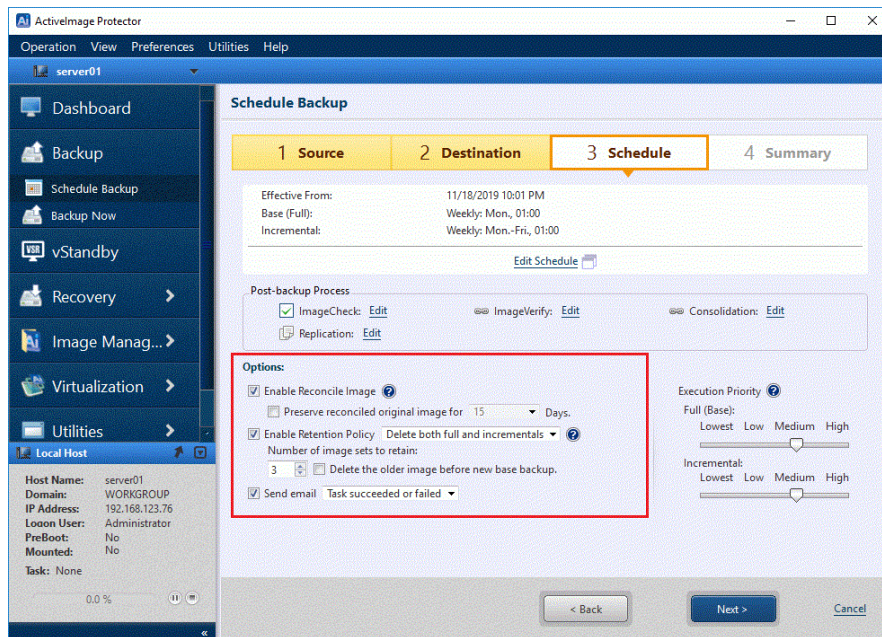 Ai ActiveImage Protector
Operation View Preferences Utilities Help
server01
Dashboard
Backup
Schedule Backup
Backup Now
VSR vStandby
Recovery
Ai Image Manag...
Virtualization
Utilities
Local Host
Host Name: server01
Domain: WORKGROUP
IP Address: 192.168.123.76
Logon User: Administrator
PreBoot: No
Mounted: No
Task: None
0.0 %
«
Schedule Backup
1 Source 2 Destination 3 Schedule 4 Summary
Effective From: 11/18/2019 10:01 PM
Base (Full): Weekly: Mon., 01:00
Incremental: Weekly: Mon.-Fri., 01:00
Edit Schedule
Post-backup Process
ImageCheck: Edit ImageVerify: Edit Consolidation: Edit
Replication: Edit
Options:
Enable Reconcile Image ?
Preserve reconciled original image for 15 Days.
Enable Retention Policy Delete both full and incrementals ?
Number of image sets to retain:
3 Delete the older image before new base backup.
Send email Task succeeded or failed
Execution Priority ?
Full (Base):
Lowest Low Medium High
Incremental:
Lowest Low Medium High
< Back Next > Cancel